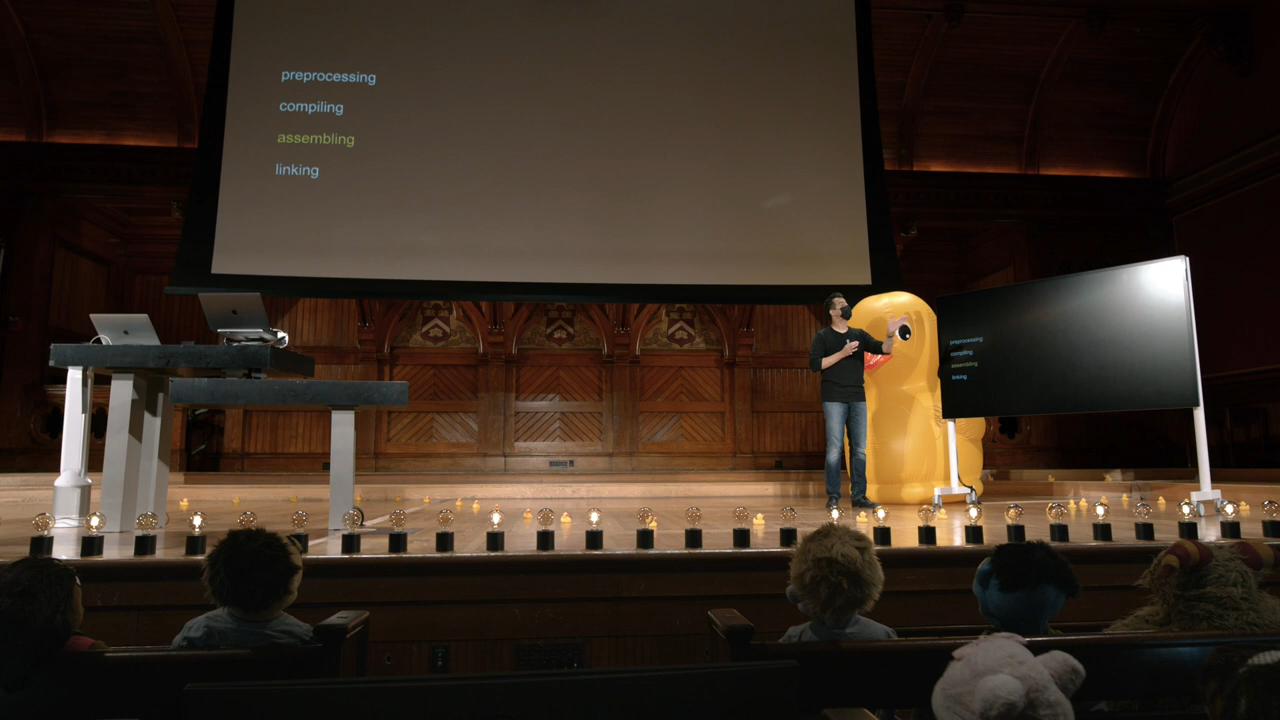 preprocessing
compiling
assembling
linking
preprocessing
compiling
assembling
linking